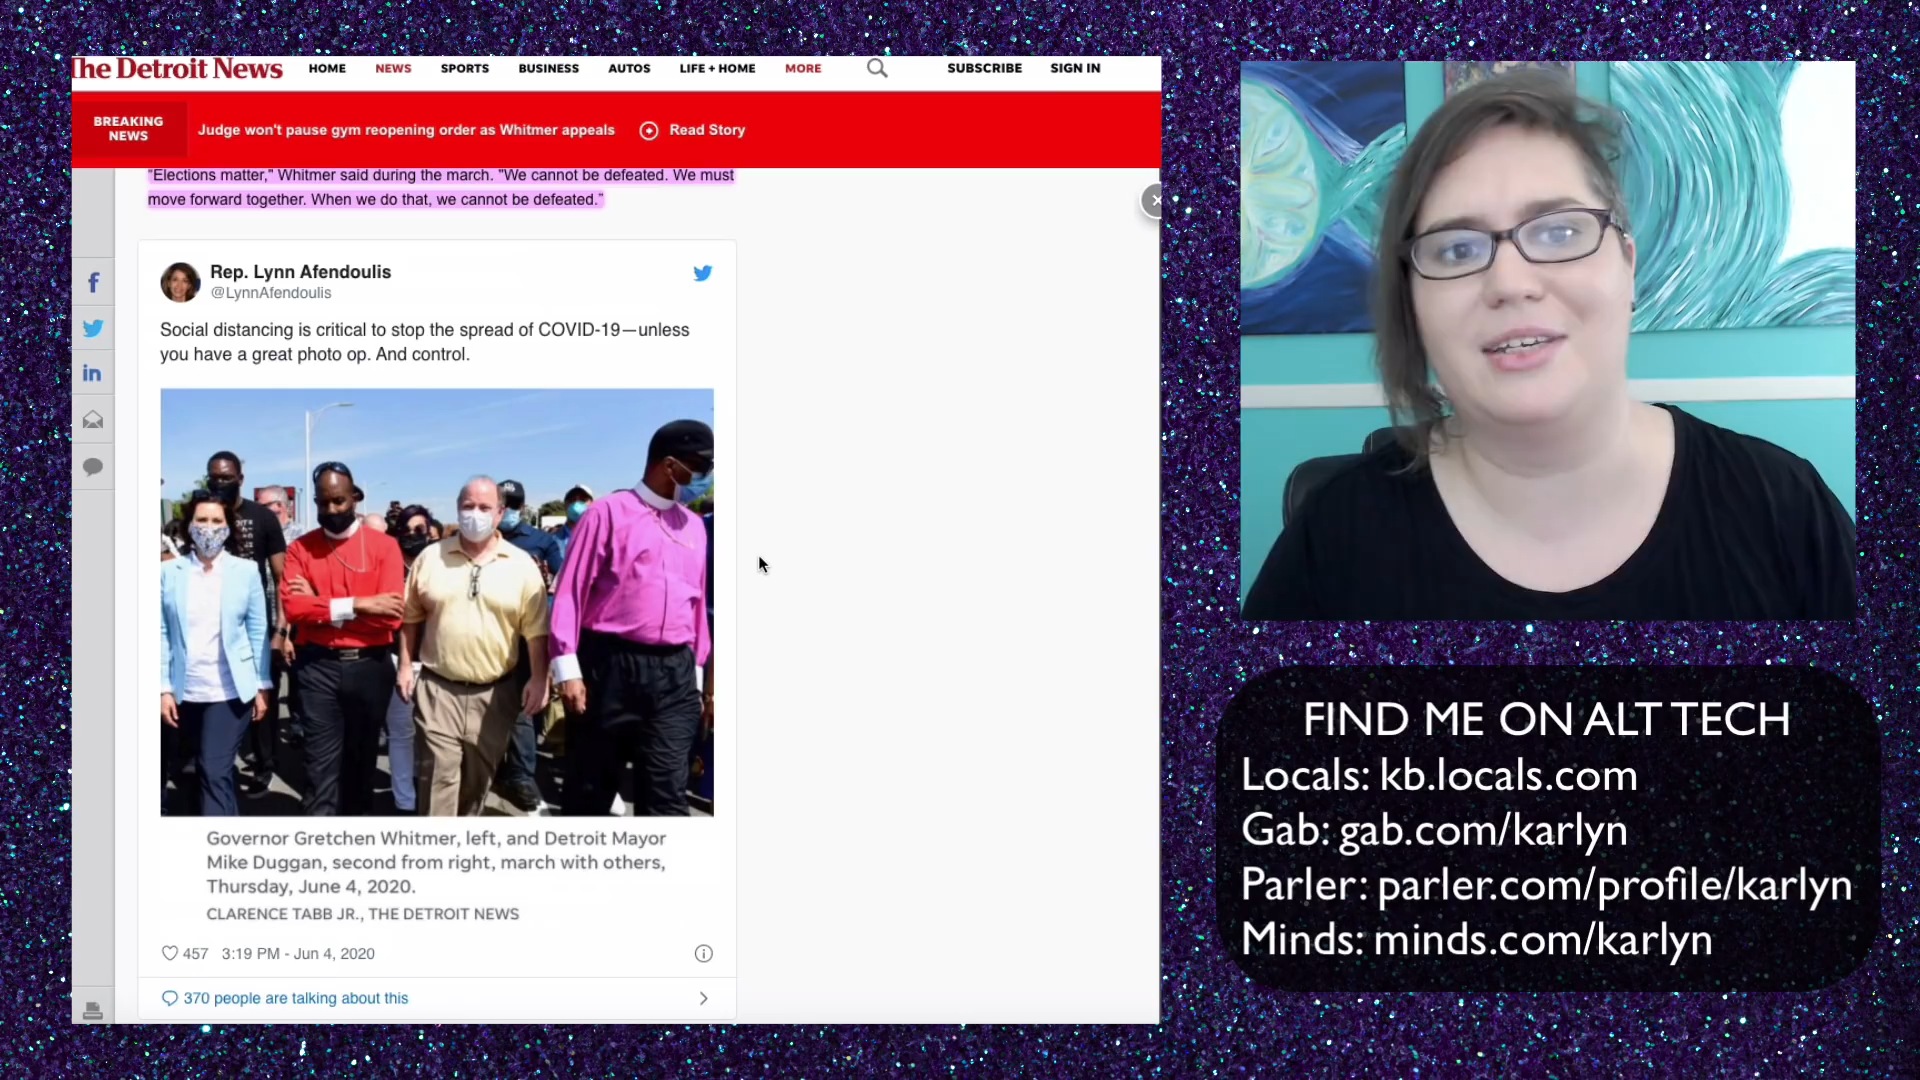 The Detroit News
HOME NEWS SPORTS BUSINESS AUTOS LIFE + HOME MORE SUBSCRIBE SIGN IN
BREAKING
NEWS
Judge won't pause gym reopening order as Whitmer appeals Read Story
"Elections matter," Whitmer said during the march. "We cannot be defeated. We must
move forward together. When we do that, we cannot be defeated."
Rep. Lynn Afendoulis
@LynnAfendoulis
Social distancing is critical to stop the spread of COVID-19—unless
you have a great photo op. And control.
Governor Gretchen Whitmer, left, and Detroit Mayor
Mike Duggan, second from right, march with others,
Thursday, June 4, 2020.
CLARENCE TABB JR., THE DETROIT NEWS
457 3:19 PM - Jun 4, 2020
370 people are talking about this
FIND ME ON ALT TECH
Locals: kb.locals.com
Gab: gab.com/karlyn
Parler: parler.com/profile/karlyn
Minds: minds.com/karlyn